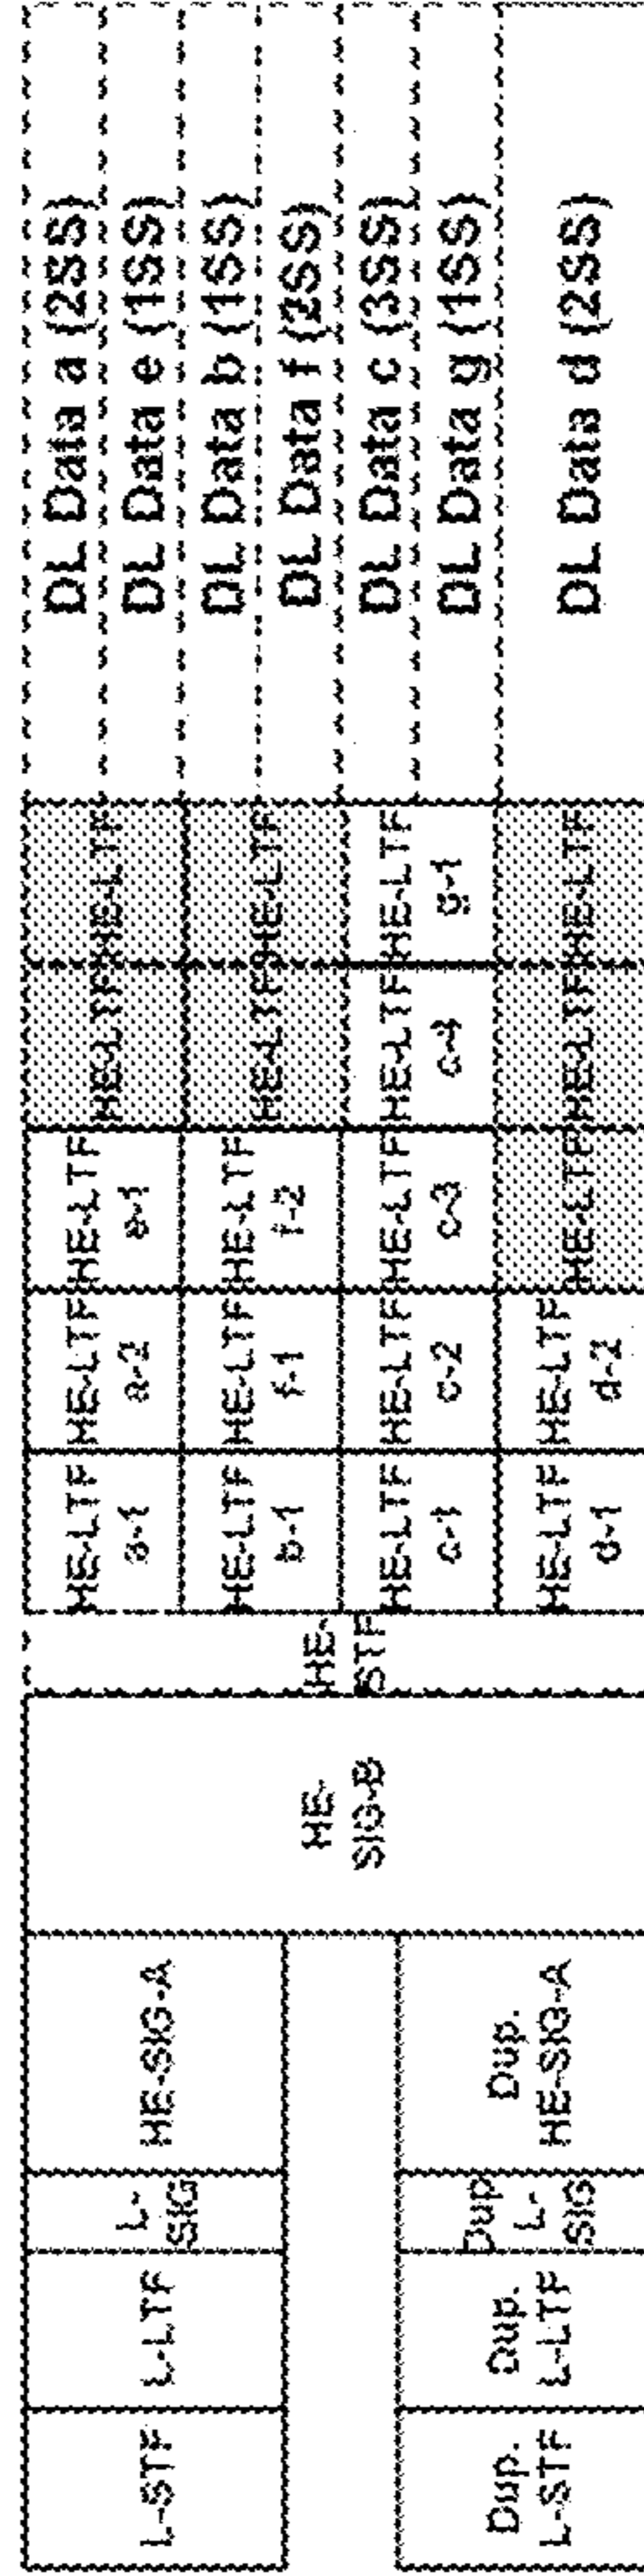 L-STF
L-LTF
L-
SIG
HE-SIG-A
Dup.
L-STF
Dup.
L-LTF
Dup
L-
SIG
Dup.
HE-SIG-A
HE-
SIG-B
HE-
STF
HE-LTF
a-1
HE-LTF
a-2
HE-LTF
e-1
HE-LTF
HE-LTF
HE-LTF
b-1
HE-LTF
f-1
HE-LTF
f-2
HE-LTF
HE-LTF
HE-LTF
c-1
HE-LTF
c-2
HE-LTF
c-3
HE-LTF
c-4
HE-LTF
g-1
HE-LTF
d-1
HE-LTF
d-2
HE-LTF
HE-LTF
HE-LTF
DL Data a (2SS)
DL Data e (1SS)
DL Data b (1SS)
DL Data f (2SS)
DL Data c (3SS)
DL Data g (1SS)
DL Data d (2SS)